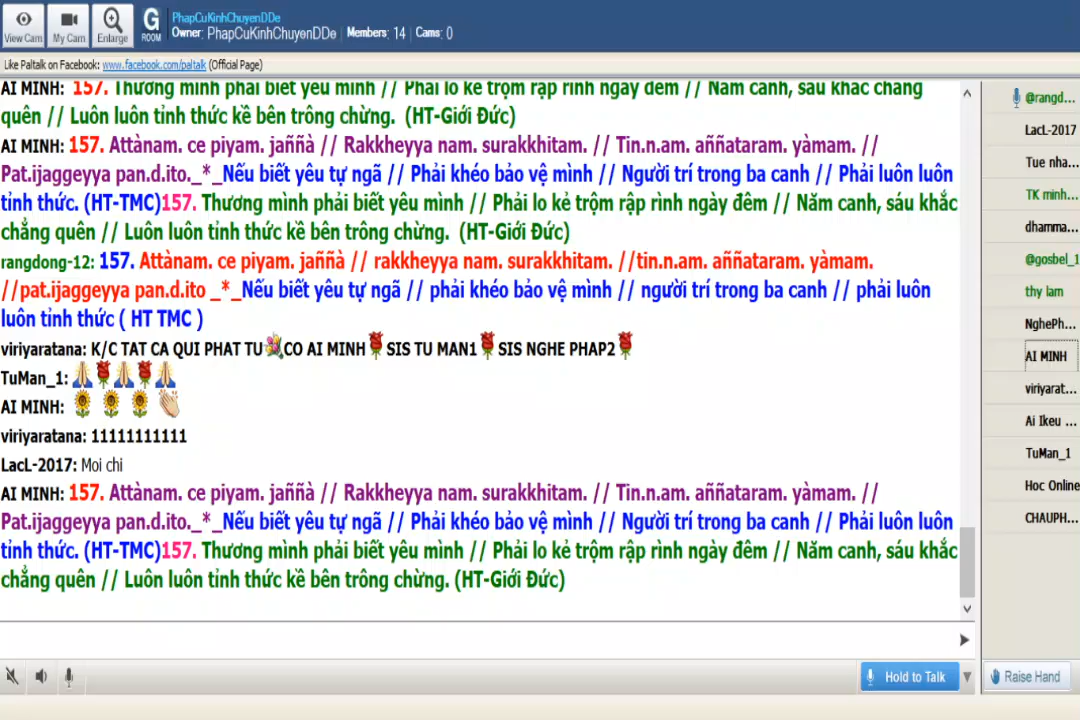 PhapCuKinhChuyenDDe
Owner: PhapCuKinhChuyenDDe Members: 14 Cams: 0
View Cam My Cam Enlarge G ROOM
Like Paltalk on Facebook: www.facebook.com/paltalk (Official Page)
AI MINH: 157. Thương mình phải biết yêu mình // Phải lo kẻ trộm rập rình ngày đêm // Năm canh, sáu khắc chẳng
quên // Luôn luôn tỉnh thức kề bên trông chừng. (HT-Giới Đức)
AI MINH: 157. Attànam. ce piyam. jaññà // Rakkheyya nam. surakkhitam. // Tin.n.am. aññataram. yàmam. //
Pat.ijaggeyya pan.d.ito._*_Nếu biết yêu tự ngã // Phải khéo bảo vệ mình // Người trí trong ba canh // Phải luôn luôn
tỉnh thức. (HT-TMC)157. Thương mình phải biết yêu mình // Phải lo kẻ trộm rập rình ngày đêm // Năm canh, sáu khắc
chẳng quên // Luôn luôn tỉnh thức kề bên trông chừng. (HT-Giới Đức)
rangdong-12: 157. Attànam. ce piyam. jaññà // rakkheyya nam. surakkhitam. //tin.n.am. aññataram. yàmam.
//pat.ijaggeyya pan.d.ito _*_Nếu biết yêu tự ngã // phải khéo bảo vệ mình // người trí trong ba canh // phải luôn
luôn tỉnh thức ( HT TMC )
viriyaratana: K/C TAT CA QUI PHAT TU💐CO AI MINH🌹SIS TU MAN1🌹SIS NGHE PHAP2🌹
TuMan_1: 🙏🌹🙏🌹🙏
AI MINH: 🌻 🌻 🌻 👏
viriyaratana: 11111111111
LacL-2017: Moi chi
AI MINH: 157. Attànam. ce piyam. jaññà // Rakkheyya nam. surakkhitam. // Tin.n.am. aññataram. yàmam. //
Pat.ijaggeyya pan.d.ito._*_Nếu biết yêu tự ngã // Phải khéo bảo vệ mình // Người trí trong ba canh // Phải luôn luôn
tỉnh thức. (HT-TMC)157. Thương mình phải biết yêu mình // Phải lo kẻ trộm rập rình ngày đêm // Năm canh, sáu khắc
chẳng quên // Luôn luôn tỉnh thức kề bên trông chừng. (HT-Giới Đức)
@rangd...
LacL-2017
Tue nha...
TK minh...
dhamma...
@gosbel_1
thy lam
NghePh...
AI MINH
viriyarat...
Ai Ikeu ...
TuMan_1
Hoc Online
CHAUPH...
Hold to Talk
Raise Hand